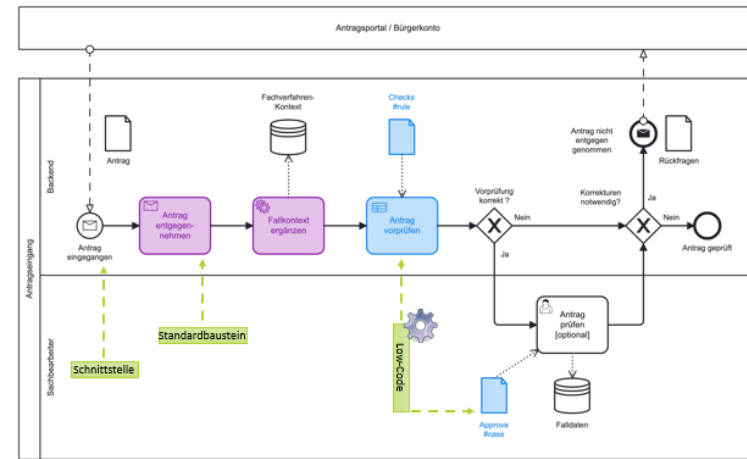 Antragsportal / Bürgerkonto
Antragseingang
Backend
Sachbearbeiter
Antrag
Antrag
eingegangen
Antrag
entgegen-
nehmen
Fachverfahren-
Kontext
Fallkontext
ergänzen
Checks
#rule
Antrag
vorprüfen
Vorprüfung
korrekt ?
Nein
Ja
Antrag nicht
entgegen
genommen
Rückfragen
Korrekturen
notwendig?
Ja
Nein
Antrag geprüft
Schnittstelle
Standardbaustein
Low-Code
Antrag
prüfen
[optional]
Approve
#case
Falldaten